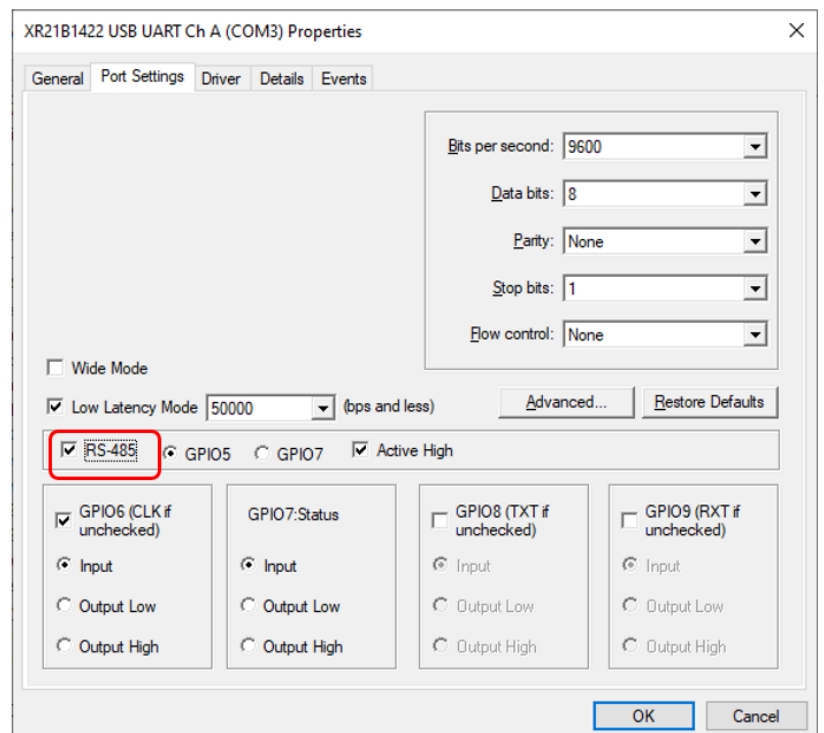 XR21B1422 USB UART Ch A (COM3) Properties
General Port Settings Driver Details Events
Bits per second: 9600
Data bits: 8
Parity: None
Stop bits: 1
Flow control: None
Wide Mode
Low Latency Mode 50000 (bps and less)
Advanced... Restore Defaults
RS-485 GPIO5 GPIO7 Active High
GPIO6 (CLK if
unchecked)
Input
Output Low
Output High
GPIO7:Status
Input
Output Low
Output High
GPIO8 (TXT if
unchecked)
Input
Output Low
Output High
GPIO9 (RXT if
unchecked)
Input
Output Low
Output High
OK Cancel